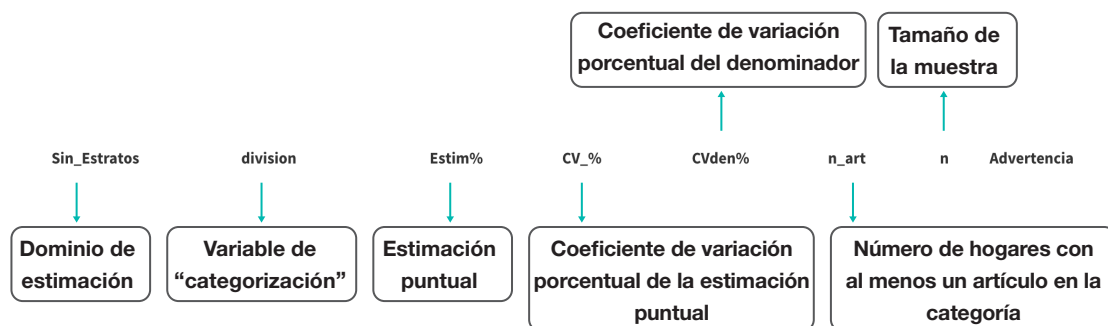 Coeficiente de variación
porcentual del denominador
Tamaño de
la muestra
Sin_Estratos division Estim% CV_% CVden% n_art n Advertencia
Dominio de
estimación
Variable de
“categorización”
Estimación
puntual
Coeficiente de variación
porcentual de la estimación
puntual
Número de hogares con
al menos un artículo en la
categoría